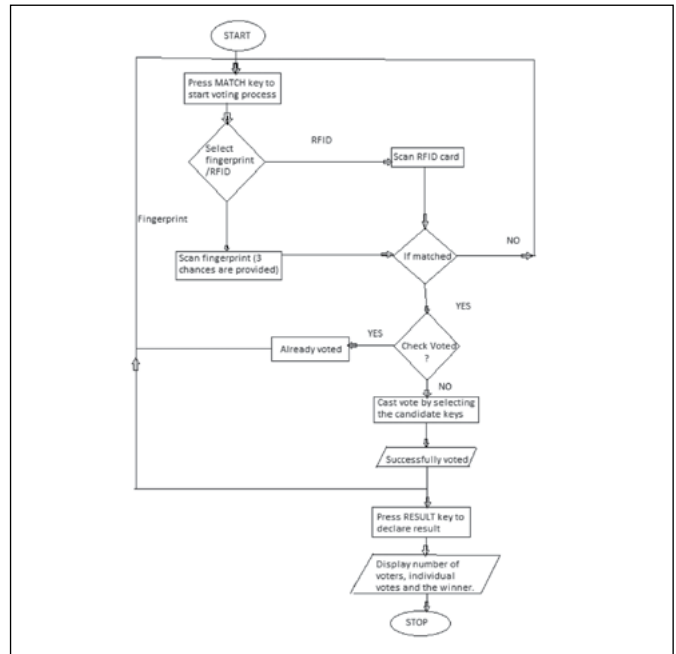 START
Press MATCH key to
start voting process
Select
fingerprint
/RFID
RFID
Scan RFID card
Fingerprint
Scan fingerprint (3
chances are provided)
If matched
NO
YES
Check Voted
?
YES
Already voted
NO
Cast vote by selecting
the candidate keys
Successfully voted
Press RESULT key to
declare result
Display number of
voters, individual
votes and the winner.
STOP